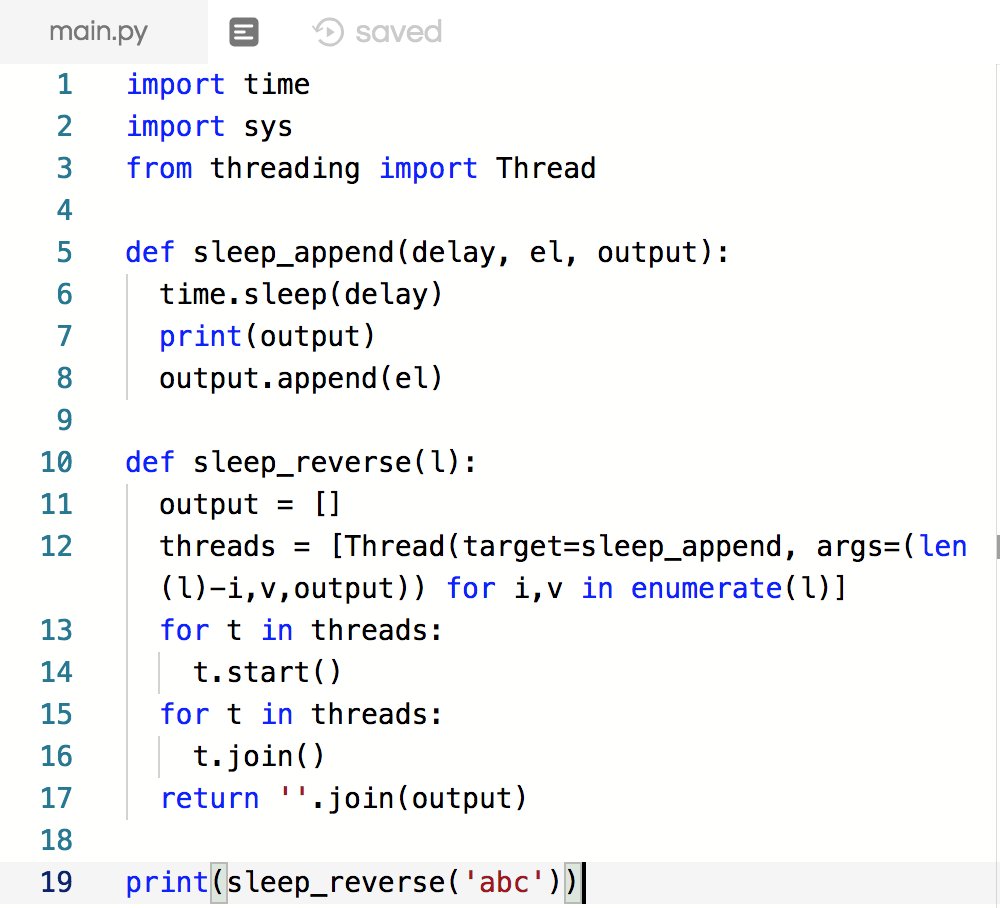 main.py saved
1 import time
2 import sys
3 from threading import Thread
4
5 def sleep_append(delay, el, output):
6   time.sleep(delay)
7   print(output)
8   output.append(el)
9
10 def sleep_reverse(l):
11   output = []
12   threads = [Thread(target=sleep_append, args=(len
(l)-i,v,output)) for i,v in enumerate(l)]
13   for t in threads:
14     t.start()
15   for t in threads:
16     t.join()
17   return ''.join(output)
18
19 print(sleep_reverse('abc'))